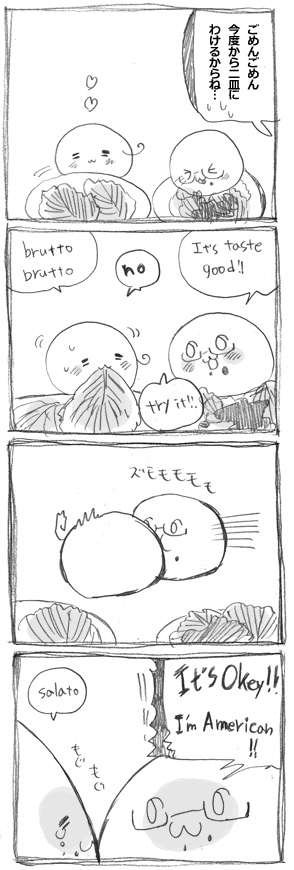 ごめんごめん
今度から二皿に
わけるからね…
It's taste
good!!
no
brutto
brutto
try it!!
ズモモモモモ
It's Okey!!
I'm American
!!
salato
もぐ
もぐ